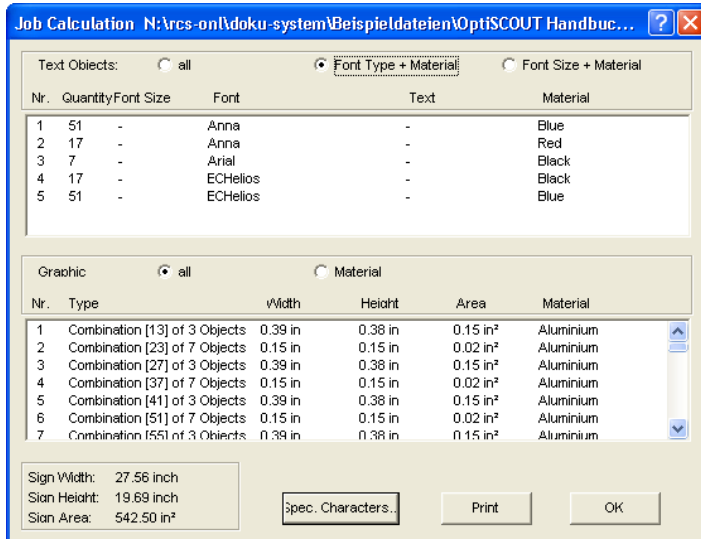 Job Calculation N:\rcs-onl\doku-system\Beispieldateien\OptiSCOUT Handbuc... ?
Text Objects: all Font Type + Material Font Size + Material
Nr. Quantity Font Size Font Text Material
1 51 - Anna - Blue
2 17 - Anna - Red
3 7 - Arial - Black
4 17 - ECHelios - Black
5 51 - ECHelios - Blue
Graphic all Material
Nr. Type Width Height Area Material
1 Combination [13] of 3 Objects 0.39 in 0.38 in 0.15 in² Aluminium
2 Combination [23] of 7 Objects 0.15 in 0.15 in 0.02 in² Aluminium
3 Combination [27] of 3 Objects 0.39 in 0.38 in 0.15 in² Aluminium
4 Combination [37] of 7 Objects 0.15 in 0.15 in 0.02 in² Aluminium
5 Combination [41] of 3 Objects 0.39 in 0.38 in 0.15 in² Aluminium
6 Combination [51] of 7 Objects 0.15 in 0.15 in 0.02 in² Aluminium
7 Combination [55] of 3 Objects 0.39 in 0.38 in 0.15 in² Aluminium
Sign Width: 27.56 inch
Sign Height: 19.69 inch
Sign Area: 542.50 in²
Spec. Characters.. Print OK